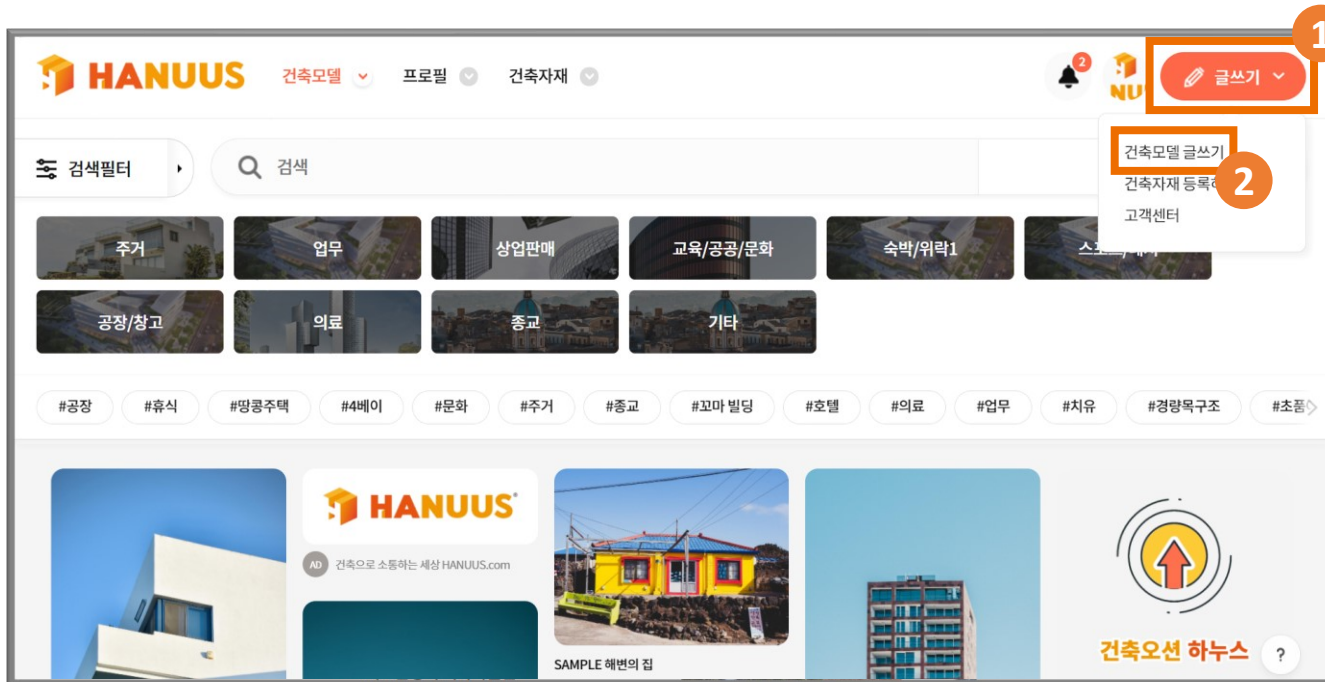 1
HANUUS 건축모델 프로필 건축자재 2 글쓰기
건축모델 글쓰기
2
건축자재 등록하
고객센터
검색필터 검색
주거 업무 상업판매 교육/공공/문화 숙박/위락1
공장/창고 의료 종교 기타
#공장 #휴식 #땅콩주택 #4베이 #문화 #주거 #종교 #꼬마 빌딩 #호텔 #의료 #업무 #치유 #경량목구조 #초품
HANUUS
AD 건축으로 소통하는 세상 HANUUS.com
SAMPLE 해변의 집
건축오션 하누스 ?